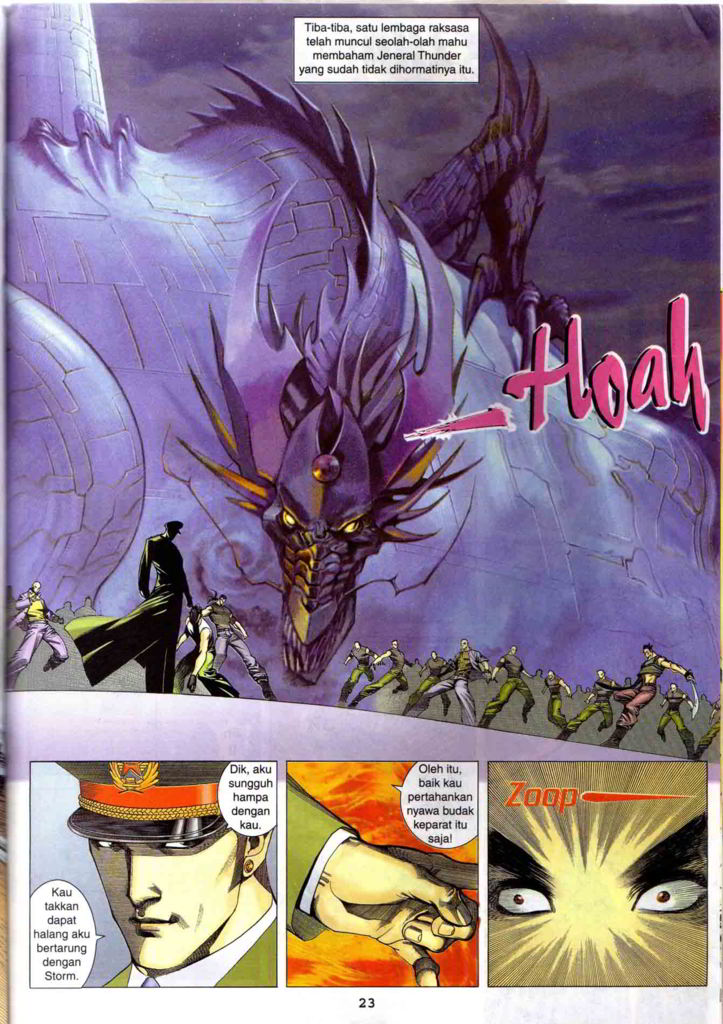 Tiba-tiba, satu lembaga raksasa
telah muncul seolah-olah mahu
membaham Jeneral Thunder
yang sudah tidak dihormatinya itu.
Hoah
Dik, aku
sungguh
hampa
dengan
kau.
Kau
takkan
dapat
halang aku
bertarung
dengan
Storm.
Oleh itu,
baik kau
pertahankan
nyawa budak
keparat itu
saja!
Zoop
23